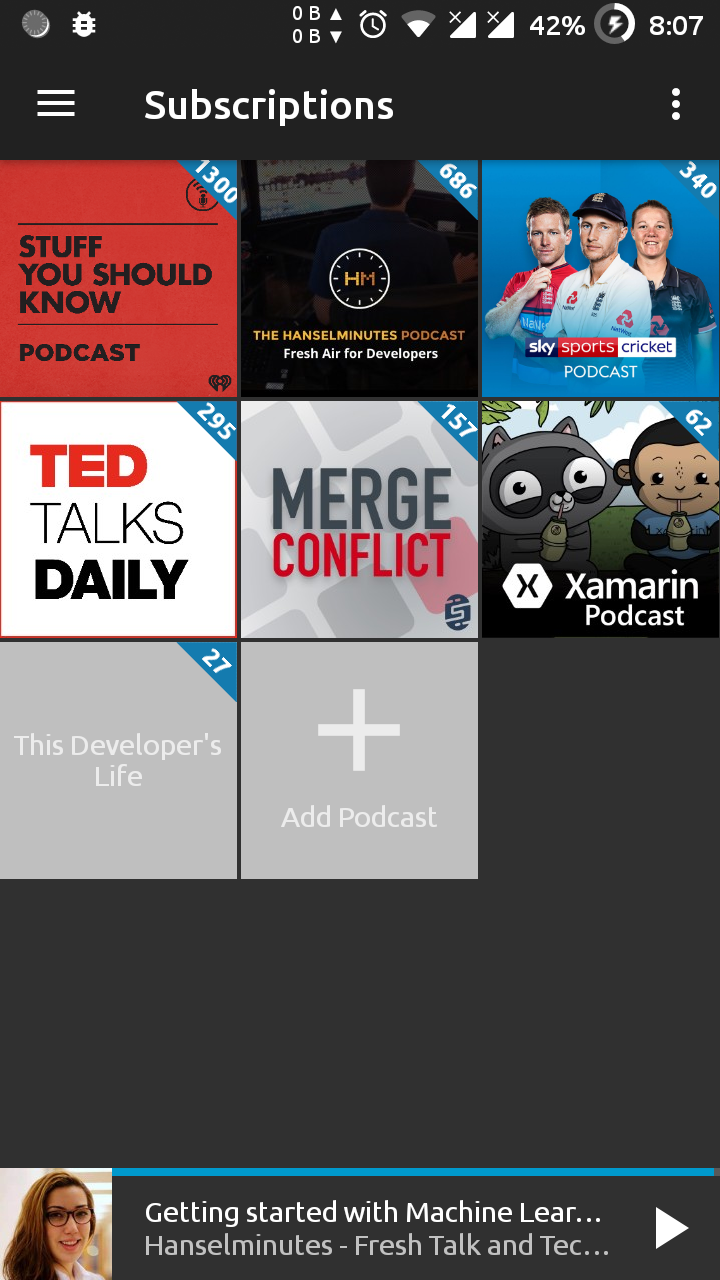 0 B ▲
0 B ▼
42%
8:07
Subscriptions
1300
STUFF
YOU SHOULD
KNOW
PODCAST
686
HM
THE HANSELMINUTES PODCAST
Fresh Air for Developers
340
NatWest
sky sports cricket
PODCAST
295
TED
TALKS
DAILY
157
MERGE
CONFLICT
62
X Xamarin
Podcast
27
This Developer's
Life
Add Podcast
Getting started with Machine Lear…
Hanselminutes - Fresh Talk and Tec…